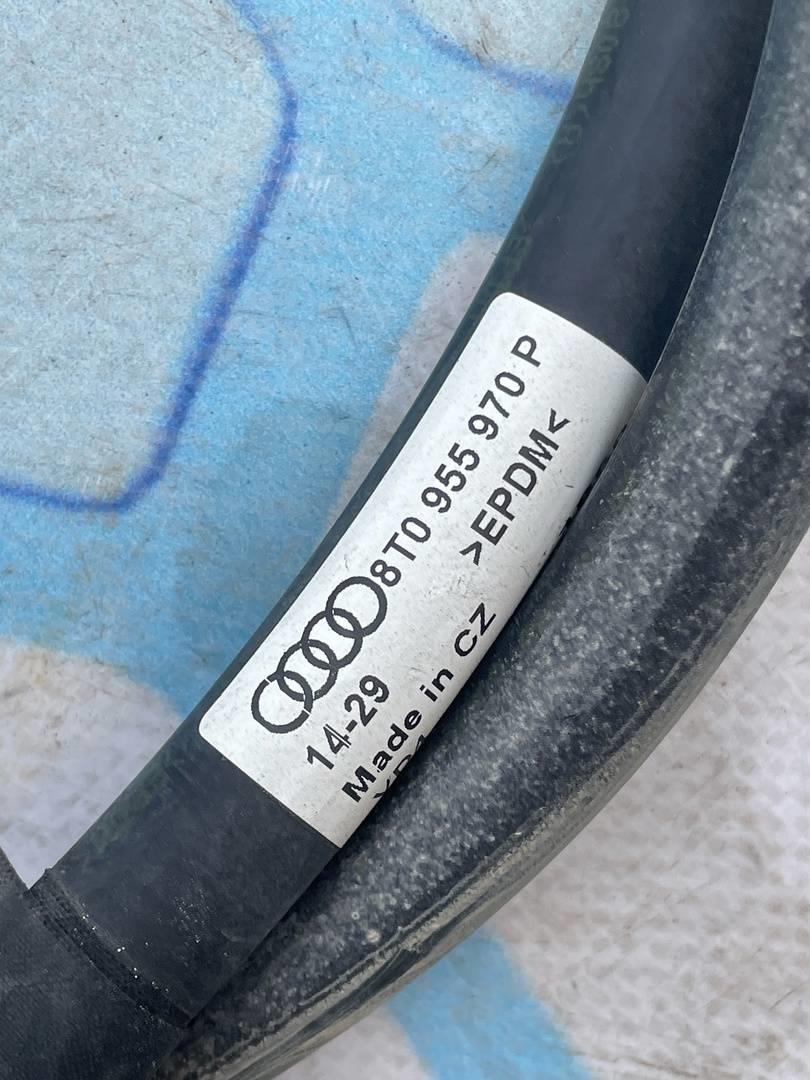 8T0 955 970 P
>EPDM<
14-29
Made in CZ